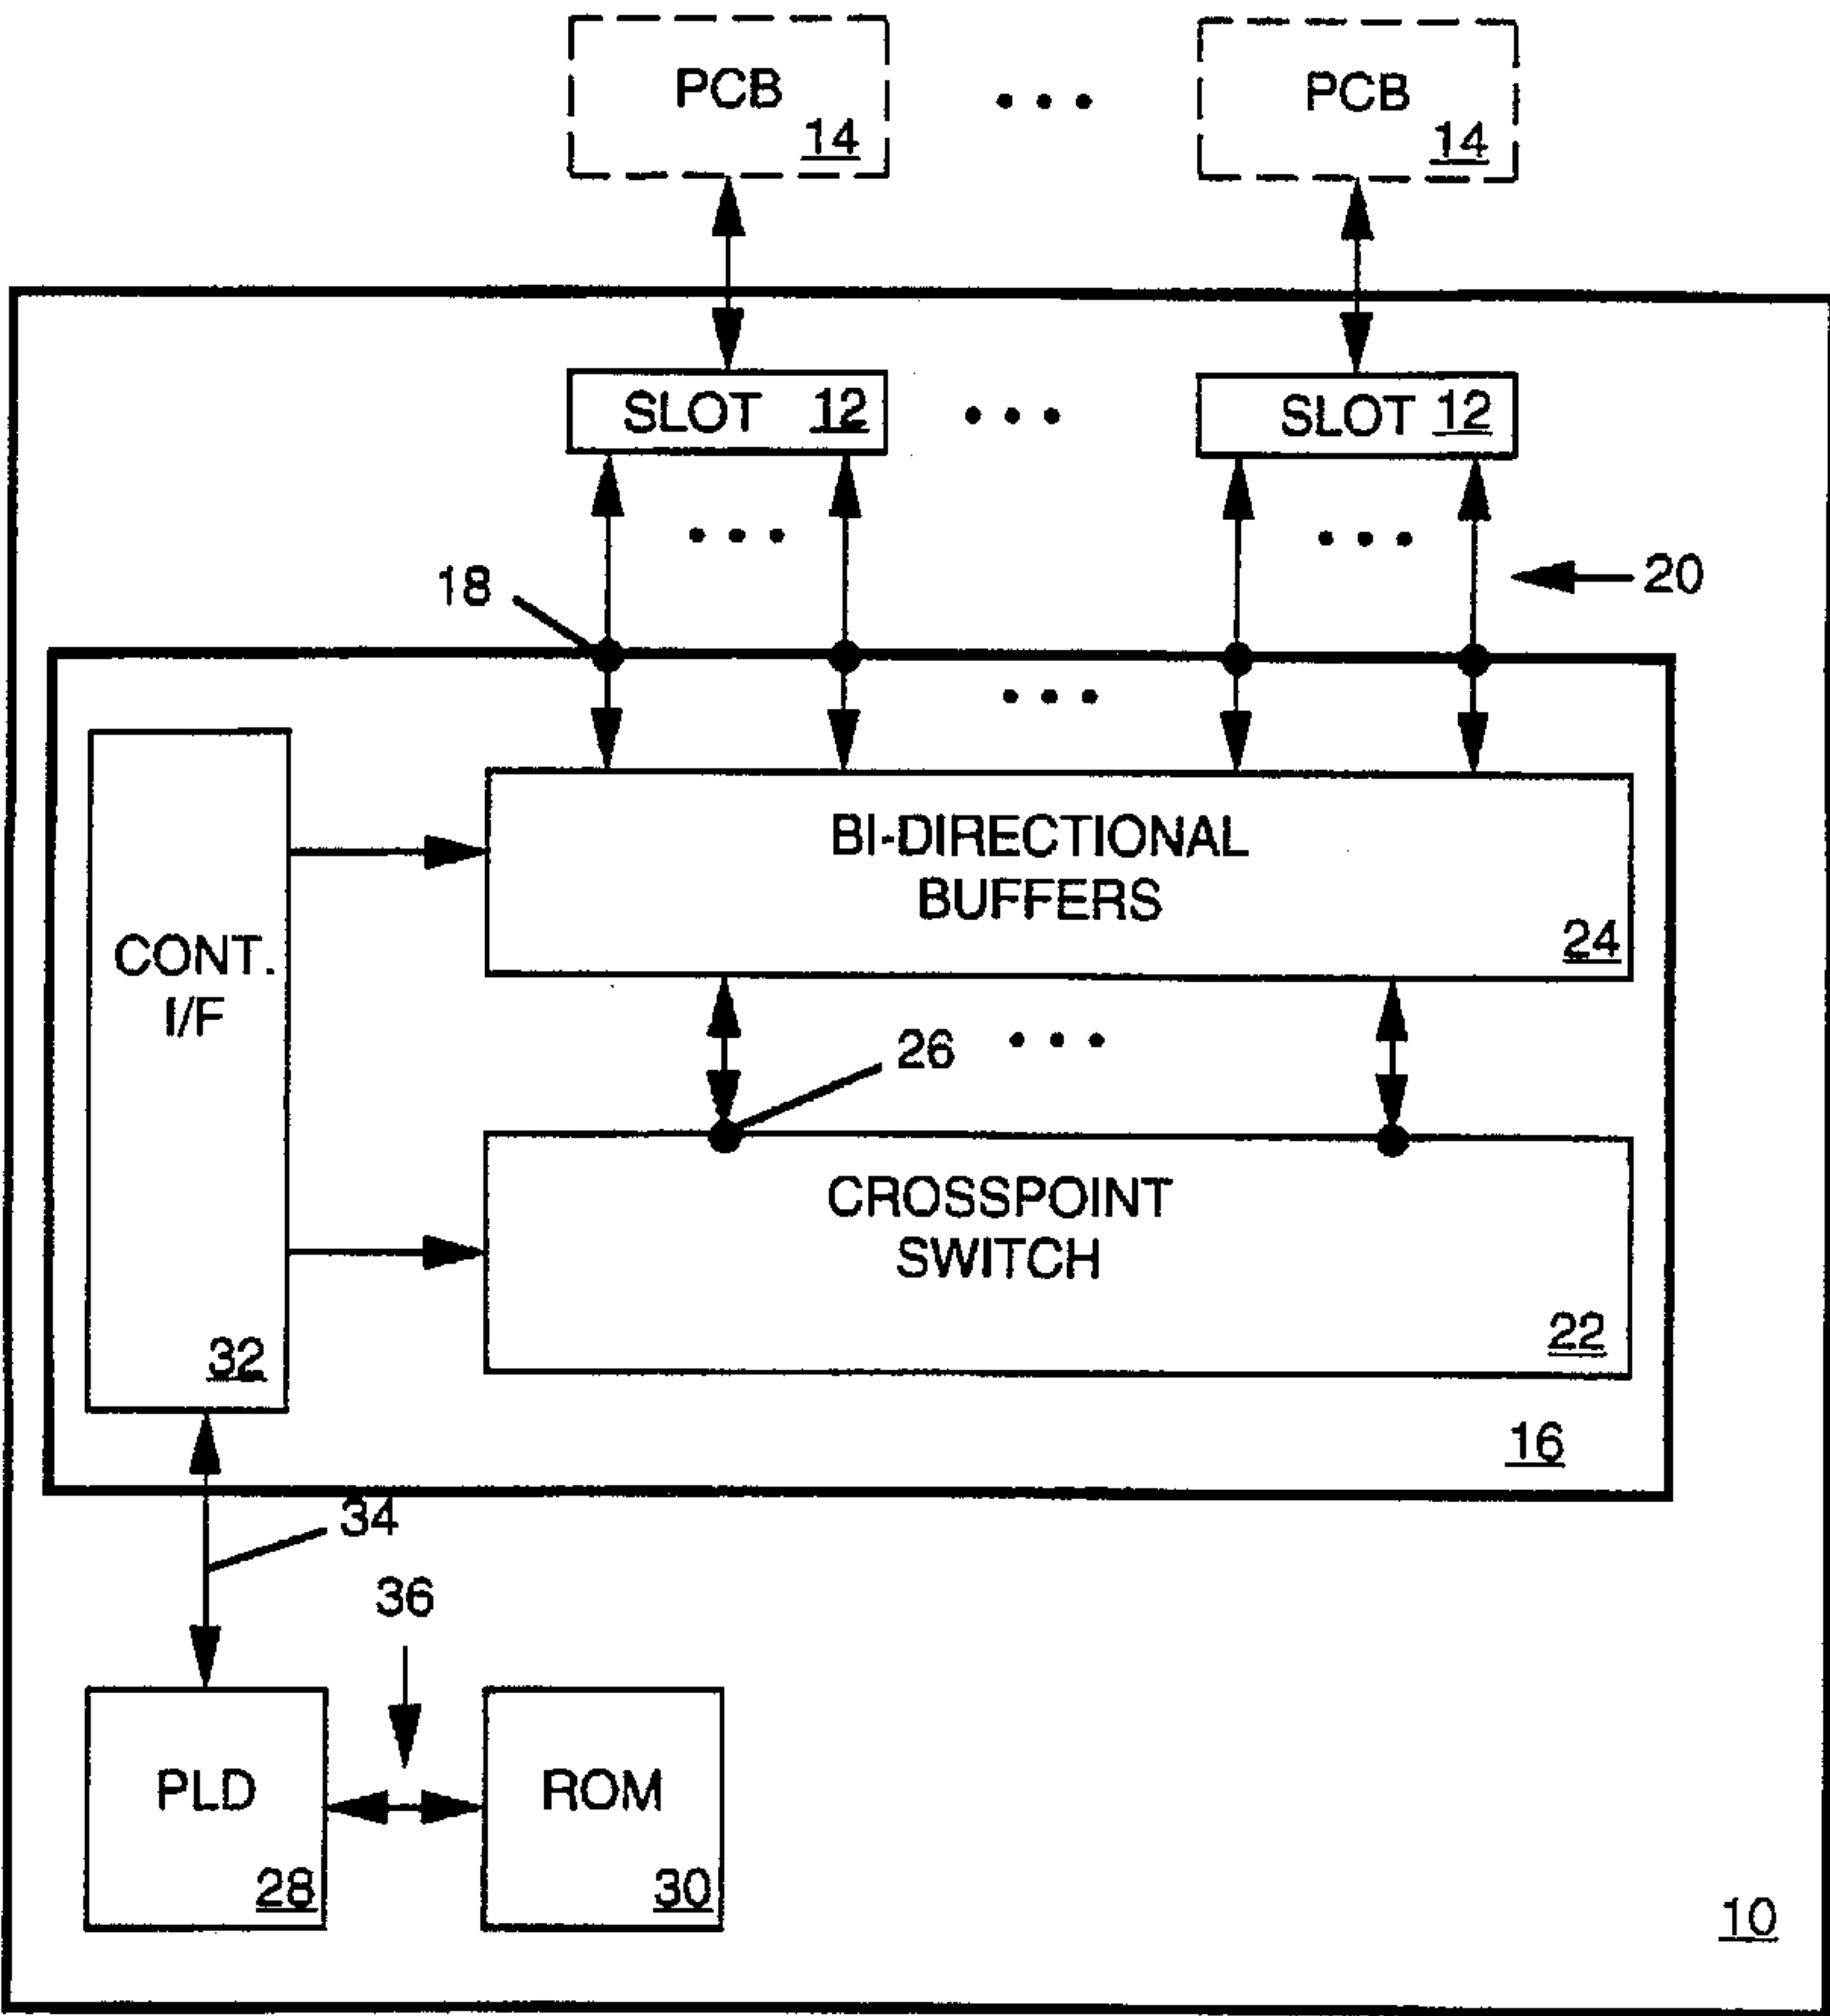 PCB
14
PCB
14
SLOT 12
SLOT 12
18
20
BI-DIRECTIONAL
BUFFERS
24
CONT.
I/F
26
CROSSPOINT
SWITCH
22
32
16
34
36
PLD
28
ROM
30
10